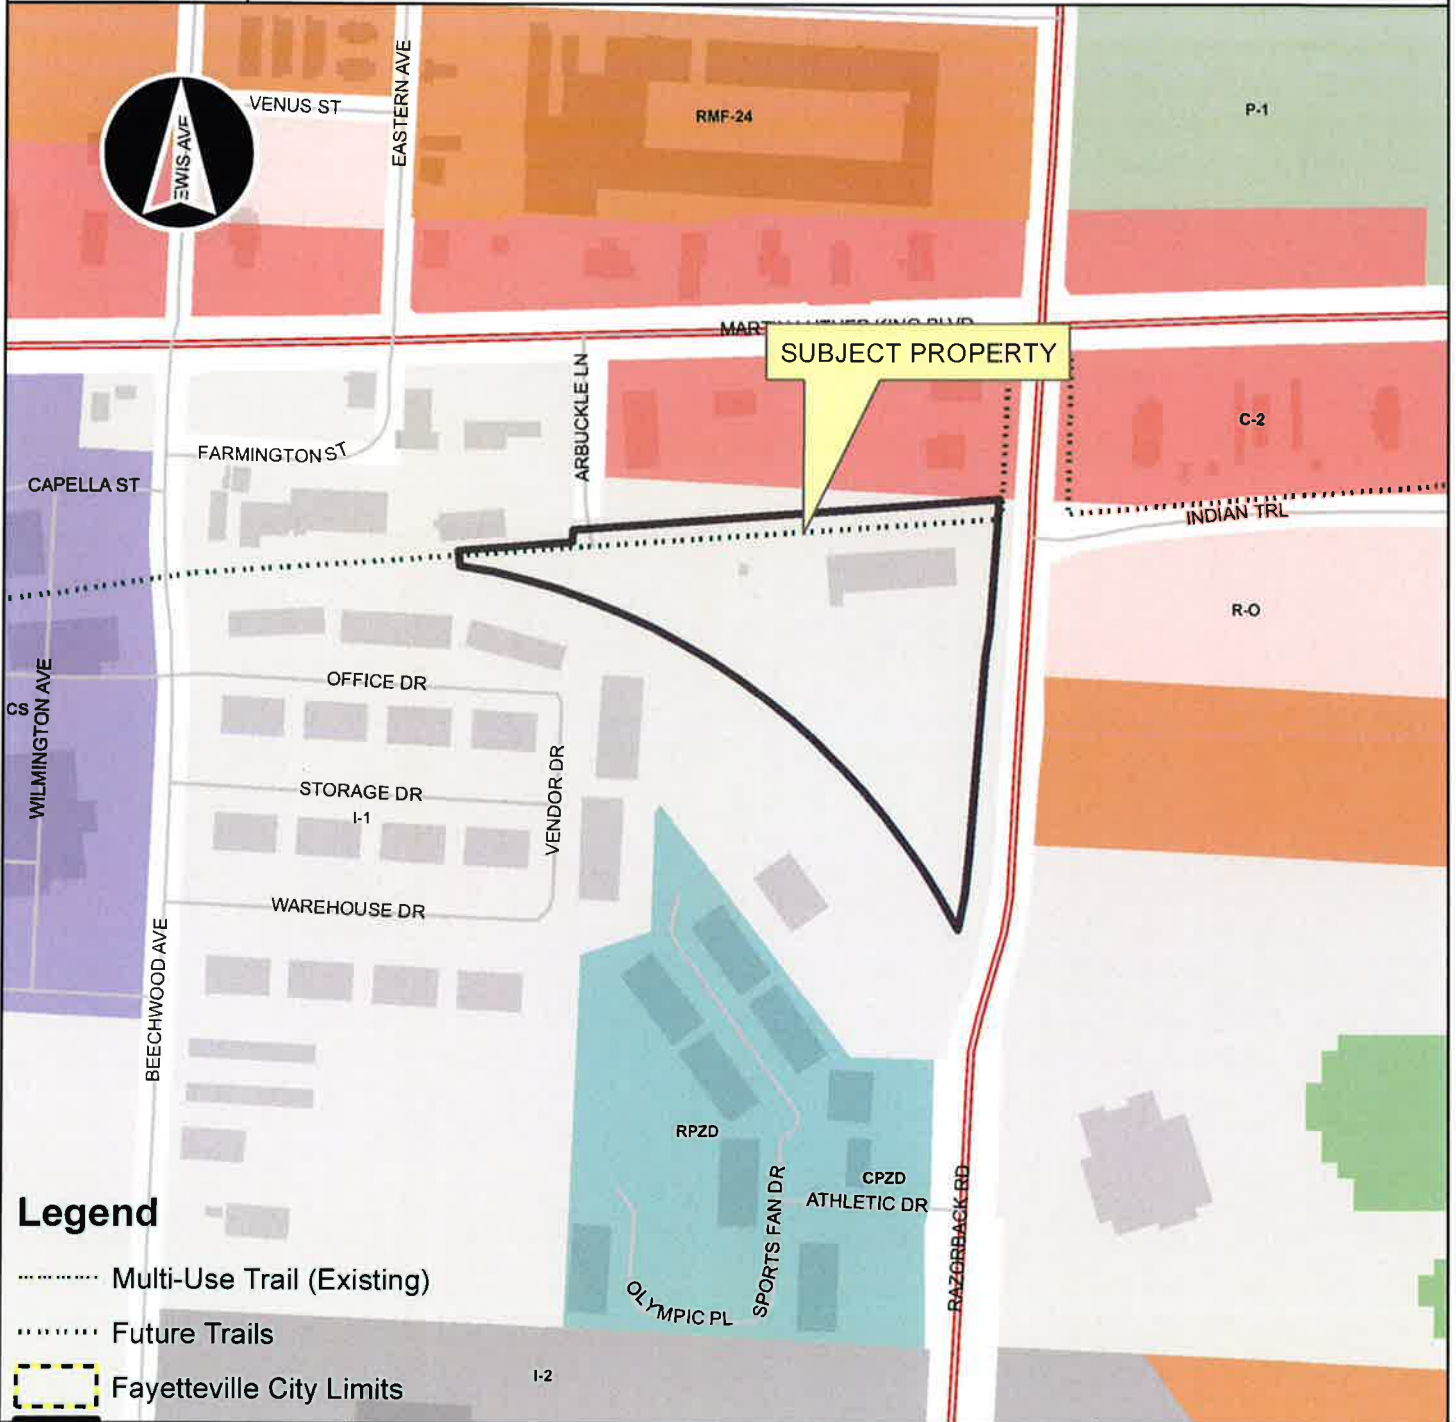 VENUS ST
EASTERN AVE
EWIS AVE
RMF-24
P-1
SUBJECT PROPERTY
ARBUCKLE LN
C-2
FARMINGTON ST
CAPELLA ST
INDIAN TRL
R-O
OFFICE DR
CS
WILMINGTON AVE
STORAGE DR
I-1
VENDOR DR
WAREHOUSE DR
BEECHWOOD AVE
RPZD
CPZD
ATHLETIC DR
SPORTS FAN DR
RAZORBACK RD
OLYMPIC PL
I-2
Legend
Multi-Use Trail (Existing)
Future Trails
Fayetteville City Limits